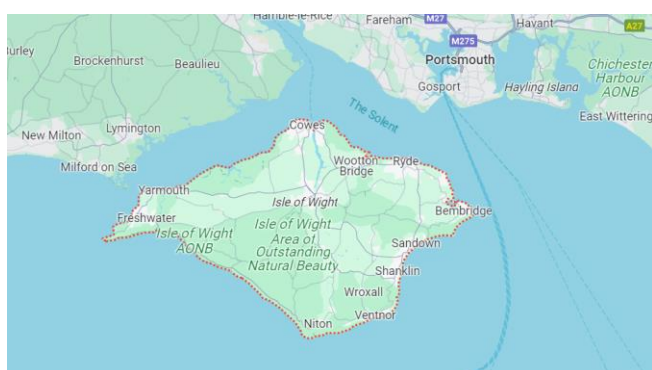 Hamble-le-Rice
Fareham
M27
Havant
A27
M275
Burley
Brockenhurst
Beaulieu
Portsmouth
Gosport
Hayling Island
Chichester
Harbour
AONB
East Wittering
The Solent
New Milton
Lymington
Cowes
Milford on Sea
Wootton
Bridge
Ryde
Yarmouth
Isle of Wight
Freshwater
Bembridge
Isle of Wight
AONB
Isle of Wight
Area of
Outstanding
Natural Beauty
Sandown
Shanklin
Wroxall
Niton
Ventnor